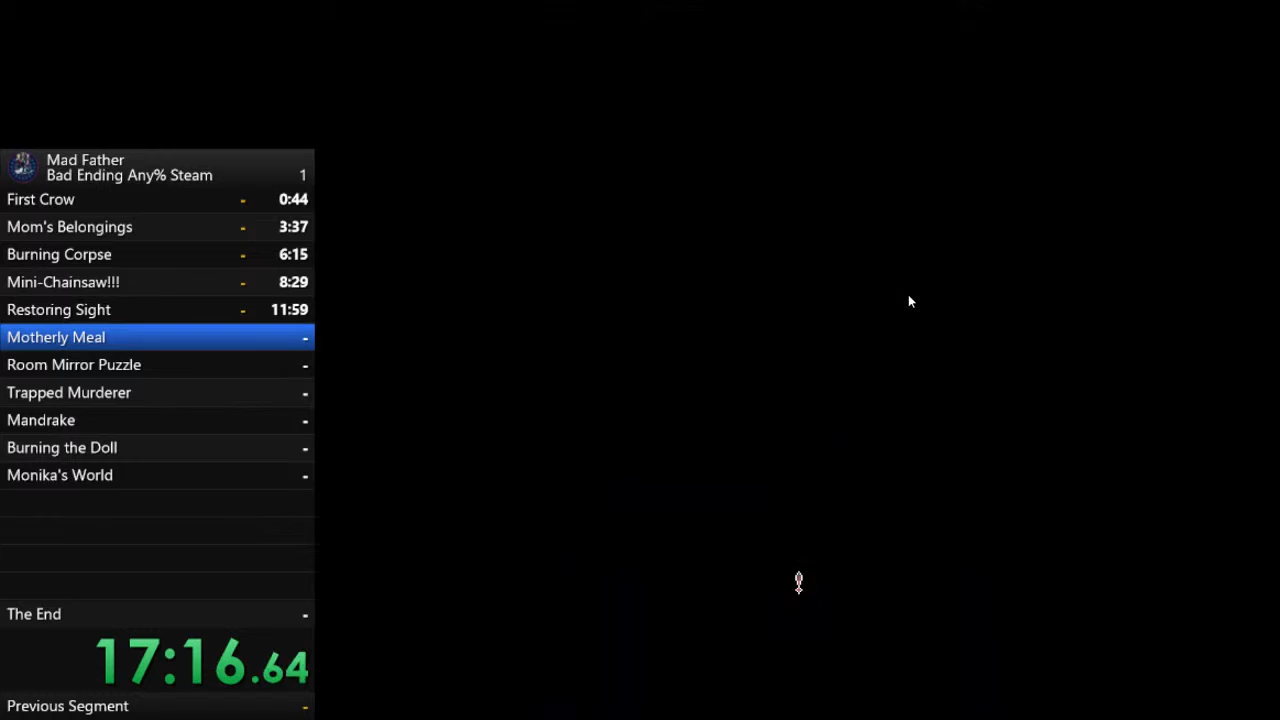 Mad Father
Bad Ending Any% Steam 1
First Crow - 0:44
Mom's Belongings - 3:37
Burning Corpse - 6:15
Mini-Chainsaw!!! - 8:29
Restoring Sight - 11:59
Motherly Meal -
Room Mirror Puzzle -
Trapped Murderer -
Mandrake -
Burning the Doll -
Monika's World -
The End -
17:16.64
Previous Segment -